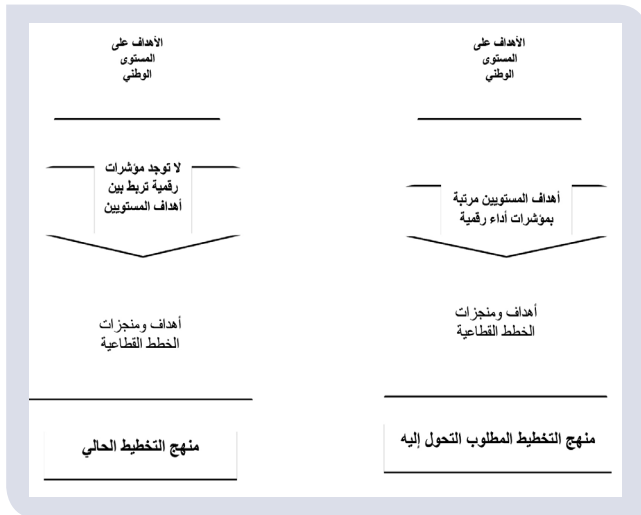 الأهداف على
المستوى
الوطني
لا توجد مؤشرات
رقمية تربط بين
أهداف المستويين
أهداف ومنجزات
الخطط القطاعية
منهج التخطيط الحالي
الأهداف على
المستوى
الوطني
أهداف المستويين مرتبة
بمؤشرات أداء رقمية
أهداف ومنجزات
الخطط القطاعية
منهج التخطيط المطلوب التحول إليه